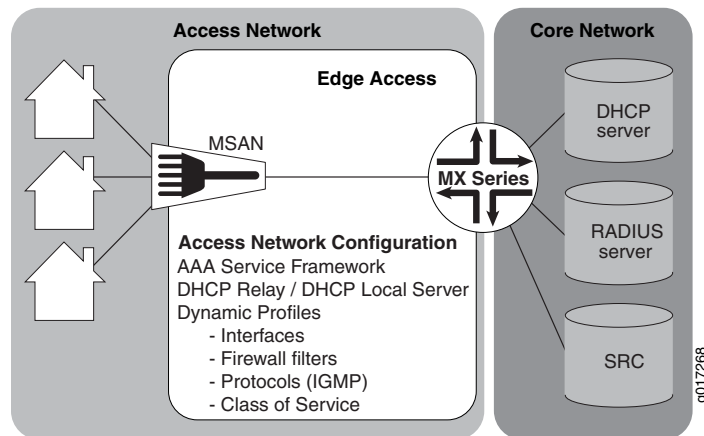 Access Network
Core Network
Edge Access
MSAN
MX Series
DHCP
server
RADIUS
server
SRC
Access Network Configuration
AAA Service Framework
DHCP Relay / DHCP Local Server
Dynamic Profiles
- Interfaces
- Firewall filters
- Protocols (IGMP)
- Class of Service
g017268